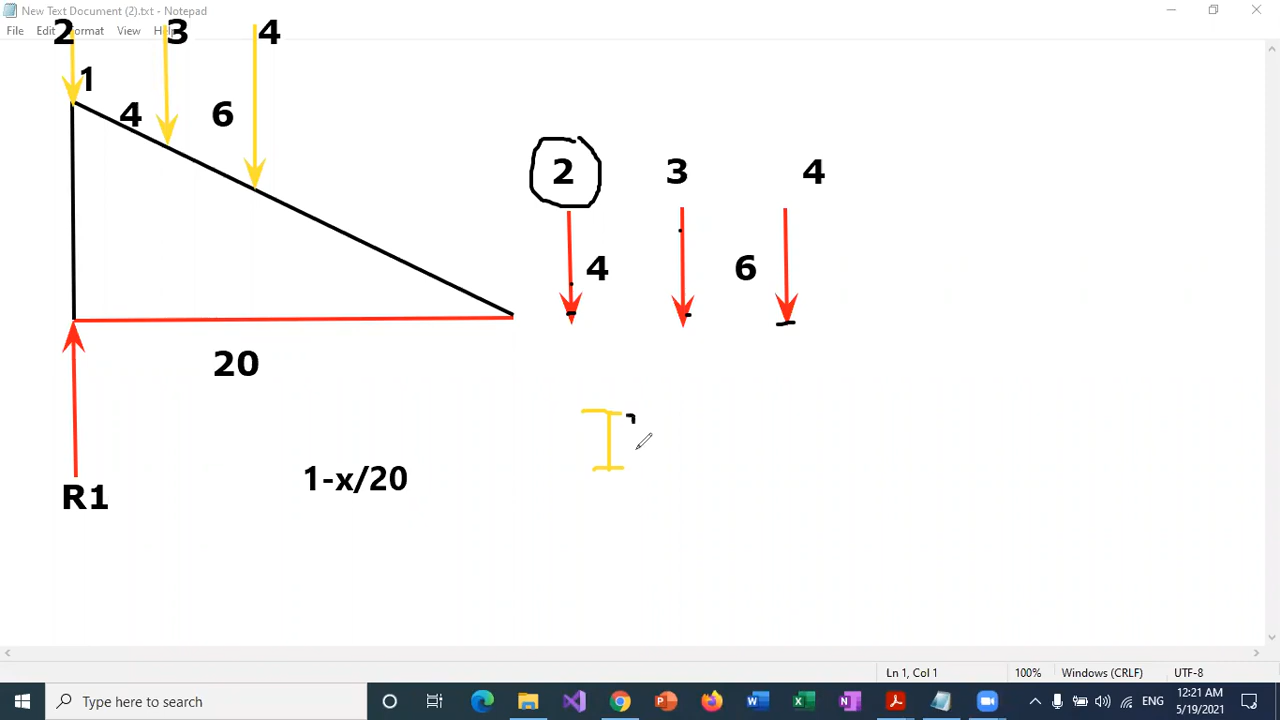 New Text Document (2).txt - Notepad
File Edit Format View Help
2 3 4
1
4 6
2 3 4
4 6
20
1-x/20
R1
Ln 1, Col 1 100% Windows (CRLF) UTF-8
Type here to search
ENG
12:21 AM
5/19/2021